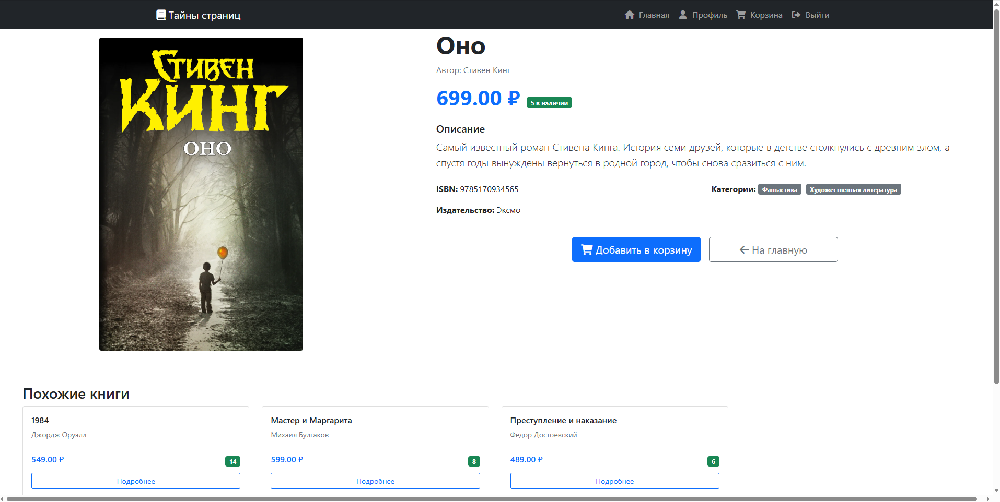 Тайны страниц
Главная
Профиль
Корзина
Выйти
Стивен
Кинг
ОНО
Оно
Автор: Стивен Кинг
699.00 ₽ 5 в наличии
Описание
Самый известный роман Стивена Кинга. История семи друзей, которые в детстве столкнулись с древним злом, а
спустя годы вынуждены вернуться в родной город, чтобы снова сразиться с ним.
ISBN: 9785170934565
Категории: Фантастика Художественная литература
Издательство: Эксмо
Добавить в корзину
На главную
Похожие книги
1984
Джордж Оруэлл
549.00 ₽ 14
Подробнее
Мастер и Маргарита
Михаил Булгаков
599.00 ₽ 8
Подробнее
Преступление и наказание
Фёдор Достоевский
489.00 ₽ 6
Подробнее